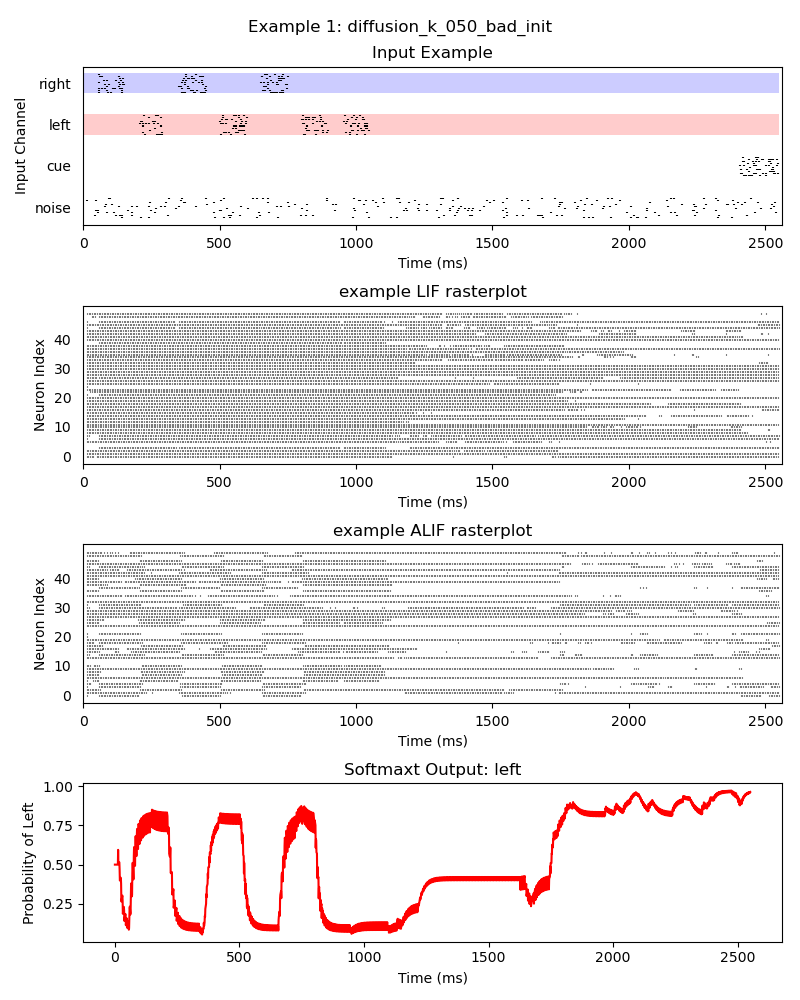 Example 1: diffusion_k_050_bad_init
Input Example
Input Channel
right
left
cue
noise
0 500 1000 1500 2000 2500
Time (ms)
example LIF rasterplot
Neuron Index
40
30
20
10
0
0 500 1000 1500 2000 2500
Time (ms)
example ALIF rasterplot
Neuron Index
40
30
20
10
0
0 500 1000 1500 2000 2500
Time (ms)
Softmaxt Output: left
Probability of Left
1.00
0.75
0.50
0.25
0 500 1000 1500 2000 2500
Time (ms)